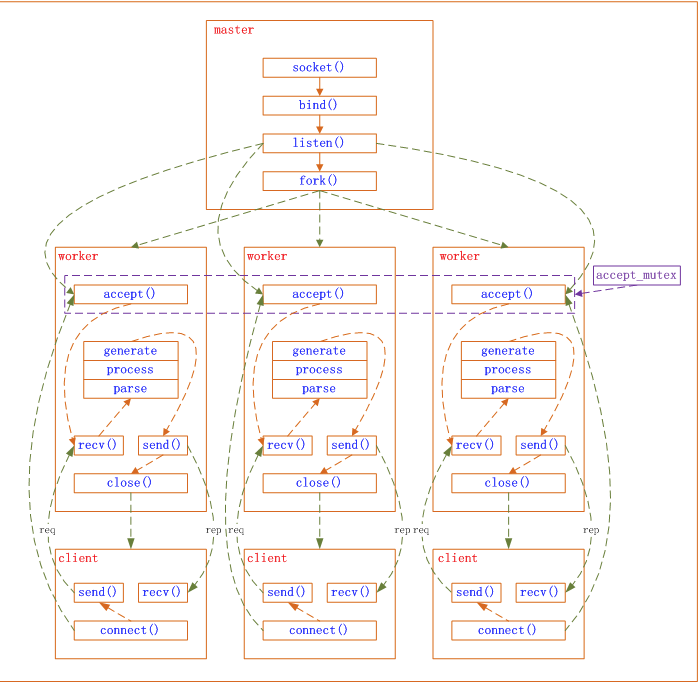 master
socket()
bind()
listen()
fork()
worker
worker
worker
accept_mutex
accept()
accept()
accept()
generate
process
parse
generate
process
parse
generate
process
parse
recv()
send()
recv()
send()
recv()
send()
close()
close()
close()
req
rep
req
rep
req
rep
client
client
client
send()
recv()
send()
recv()
send()
recv()
connect()
connect()
connect()